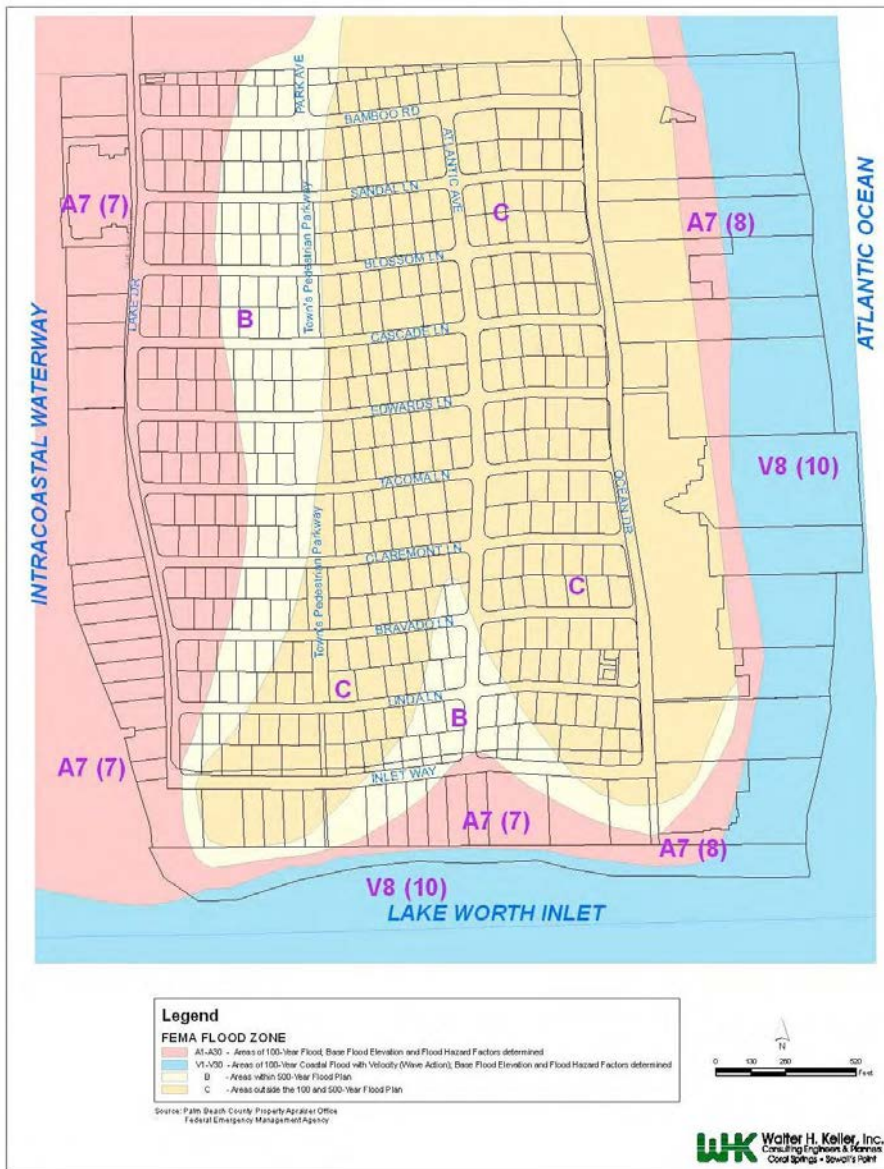 PARK AVE
BAMBOO RD
ATLANTIC AVE
SANDAL LN
A7 (7)
C
A7 (8)
ATLANTIC OCEAN
BLOSSOM LN
Town's Pedestrian Parkway
LAKE DR
B
CASCADE LN
EDWARDS LN
INTRACOASTAL WATERWAY
V8 (10)
TACOMA LN
OCEAN DR
CLAREMONT LN
Town's Pedestrian Parkway
C
BRAVADO LN
C
LINDA LN
B
A7 (7)
INLET WAY
A7 (7)
A7 (8)
V8 (10)
LAKE WORTH INLET
Legend
FEMA FLOOD ZONE
A1-A30 - Areas of 100-Year Flood; Base Flood Elevation and Flood Hazard Factors determined
V1-V30 - Areas of 100-Year Coastal Flood with Velocity (Wave Action); Base Flood Elevation and Flood Hazard Factors determined
B - Areas within 500-Year Flood Plan
C - Areas outside the 100 and 500-Year Flood Plan
N
0 130 260 520
Feet
Source: Palm Beach County Property Apraiser Office
Federal Emergency Management Agency
WHK Walter H. Keller, Inc.
Consulting Engineers & Planners
Coral Springs • Sewall's Point